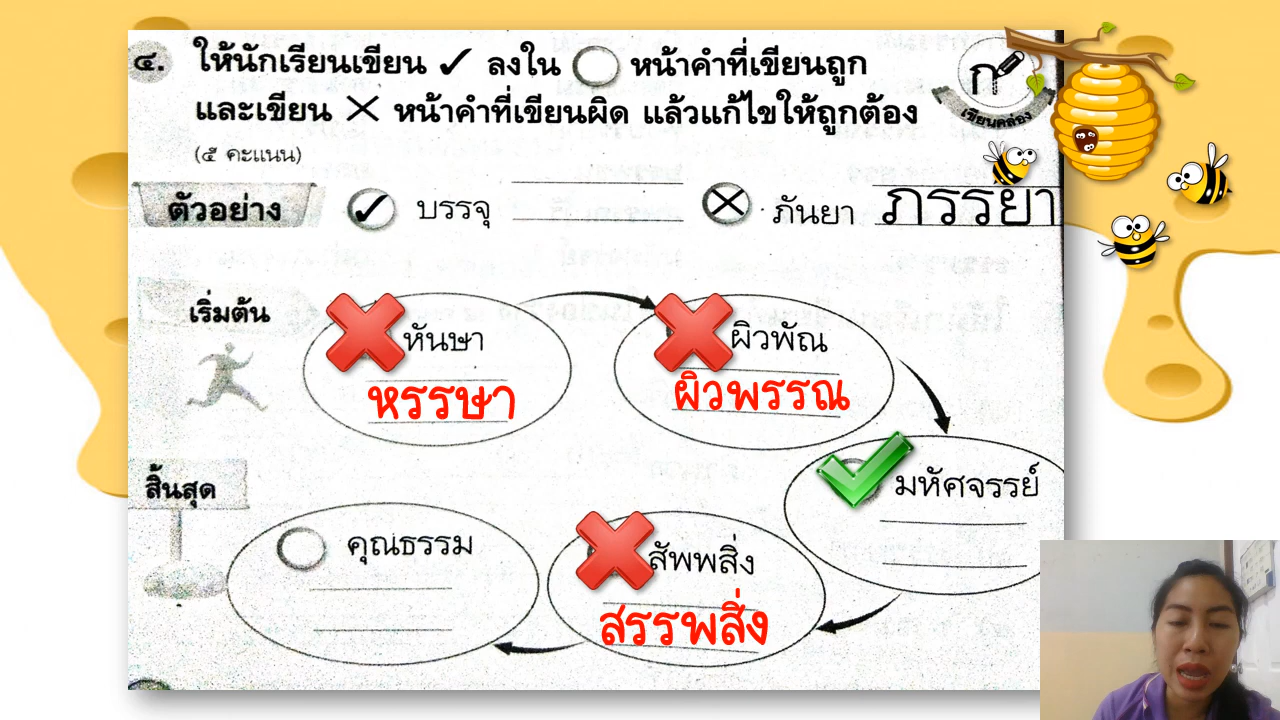 ๔. ให้นักเรียนเขียน ✓ ลงใน ◯ หน้าคำที่เขียนถูก
และเขียน ✕ หน้าคำที่เขียนผิด แล้วแก้ไขให้ถูกต้อง
(๕ คะแนน)
ก
เขียนคล่อง
ตัวอย่าง ✓ บรรจุ ✕ ภันยา ภรรยา
เริ่มต้น
หันษา
หรรษา
ผิวพัณ
ผิวพรรณ
มหัศจรรย์
สัพพสิ่ง
สรรพสิ่ง
คุณธรรม
สิ้นสุด